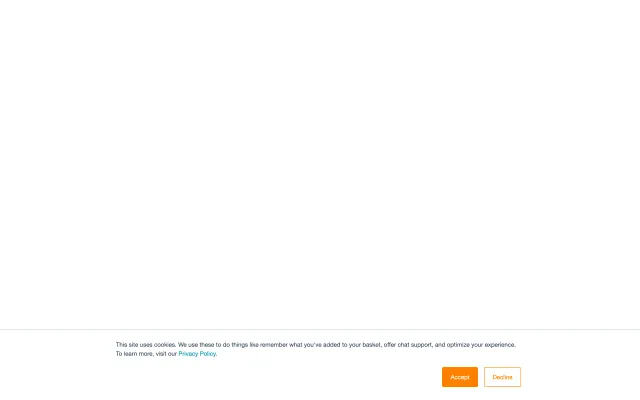 This site uses cookies. We use these to do things like remember what you've added to your basket, offer chat support, and optimize your experience.
To learn more, visit our Privacy Policy.
Accept
Decline